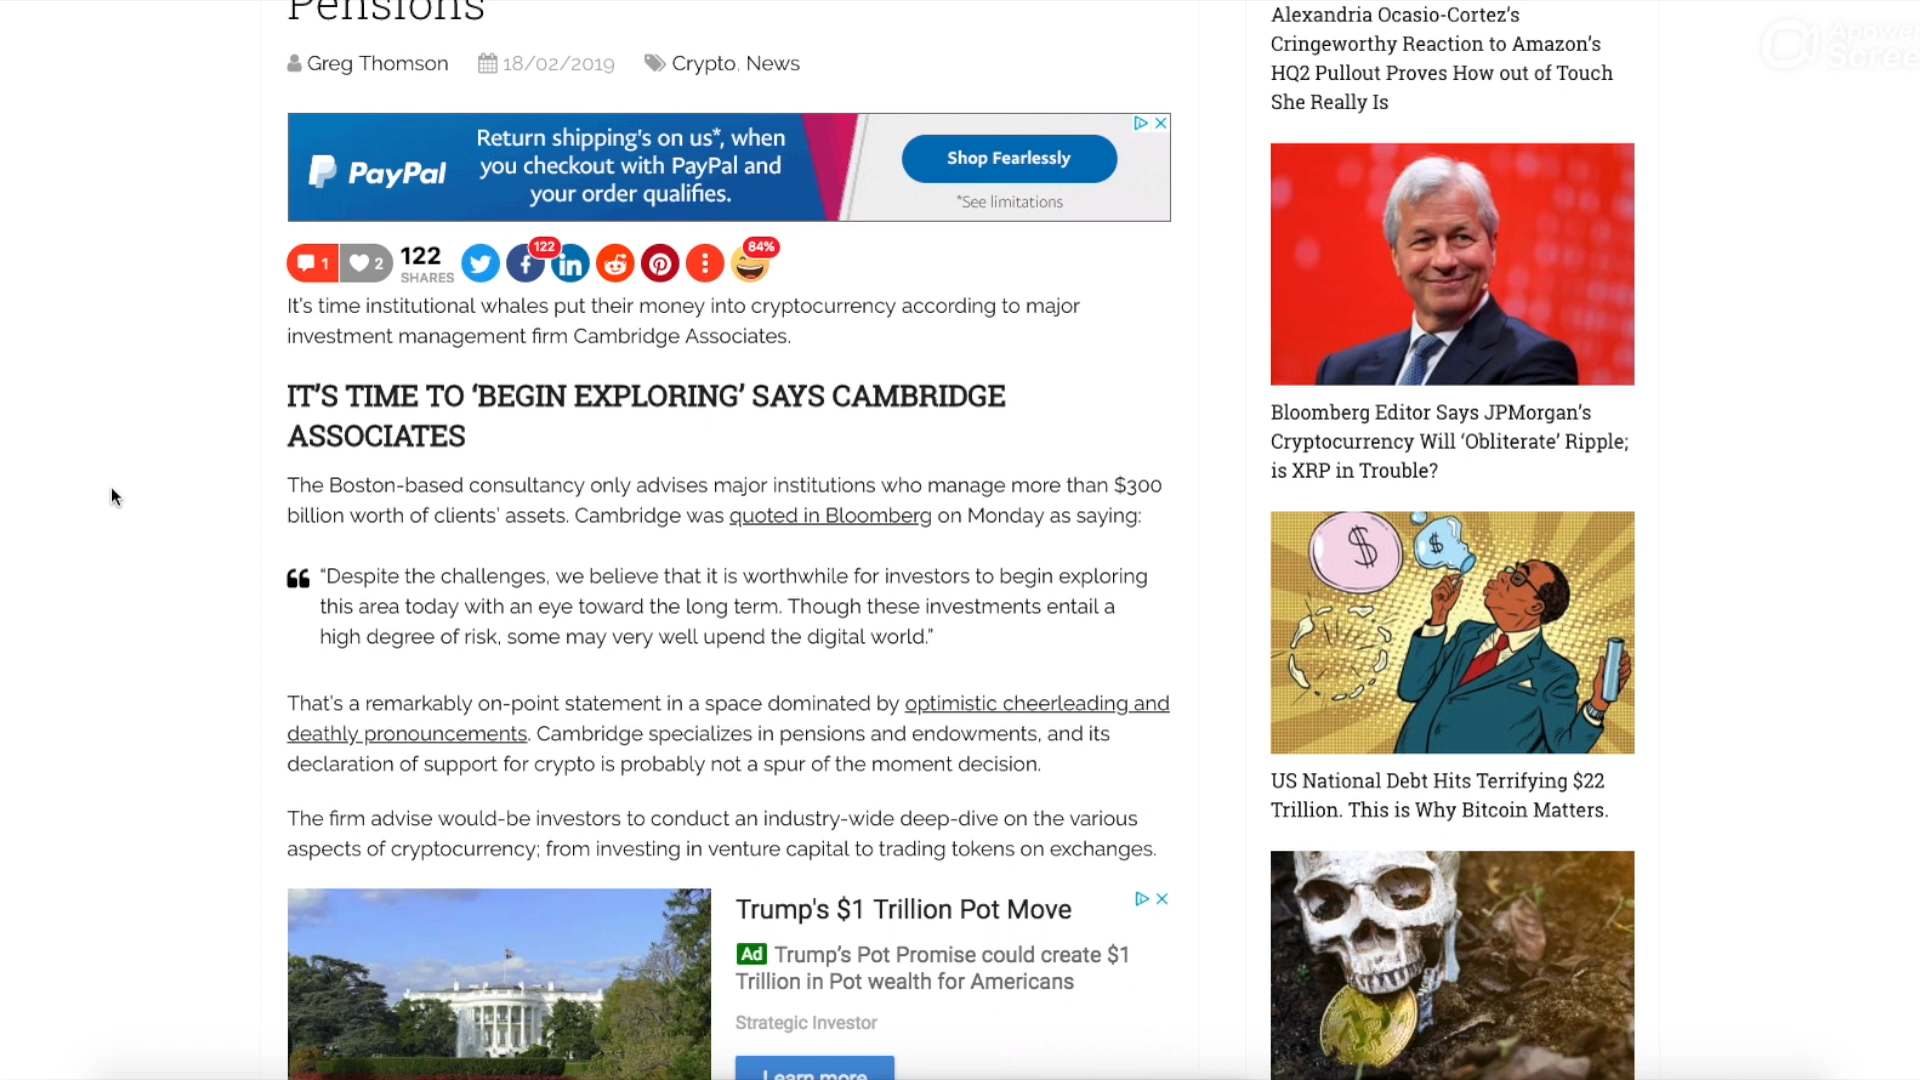 Pensions
Greg Thomson 18/02/2019 Crypto, News
PayPal
Return shipping's on us*, when
you checkout with PayPal and
your order qualifies.
Shop Fearlessly
*See limitations
1 2 122 SHARES 122 84%
It's time institutional whales put their money into cryptocurrency according to major
investment management firm Cambridge Associates.
IT'S TIME TO ‘BEGIN EXPLORING’ SAYS CAMBRIDGE
ASSOCIATES
The Boston-based consultancy only advises major institutions who manage more than $300
billion worth of clients’ assets. Cambridge was quoted in Bloomberg on Monday as saying:
“Despite the challenges, we believe that it is worthwhile for investors to begin exploring
this area today with an eye toward the long term. Though these investments entail a
high degree of risk, some may very well upend the digital world.”
That's a remarkably on-point statement in a space dominated by optimistic cheerleading and
deathly pronouncements. Cambridge specializes in pensions and endowments, and its
declaration of support for crypto is probably not a spur of the moment decision.
The firm advise would-be investors to conduct an industry-wide deep-dive on the various
aspects of cryptocurrency; from investing in venture capital to trading tokens on exchanges.
Trump's $1 Trillion Pot Move
Ad Trump's Pot Promise could create $1
Trillion in Pot wealth for Americans
Strategic Investor
Learn more
Alexandria Ocasio-Cortez's
Cringeworthy Reaction to Amazon's
HQ2 Pullout Proves How out of Touch
She Really Is
Bloomberg Editor Says JPMorgan's
Cryptocurrency Will ‘Obliterate’ Ripple;
is XRP in Trouble?
$ $
US National Debt Hits Terrifying $22
Trillion. This is Why Bitcoin Matters.